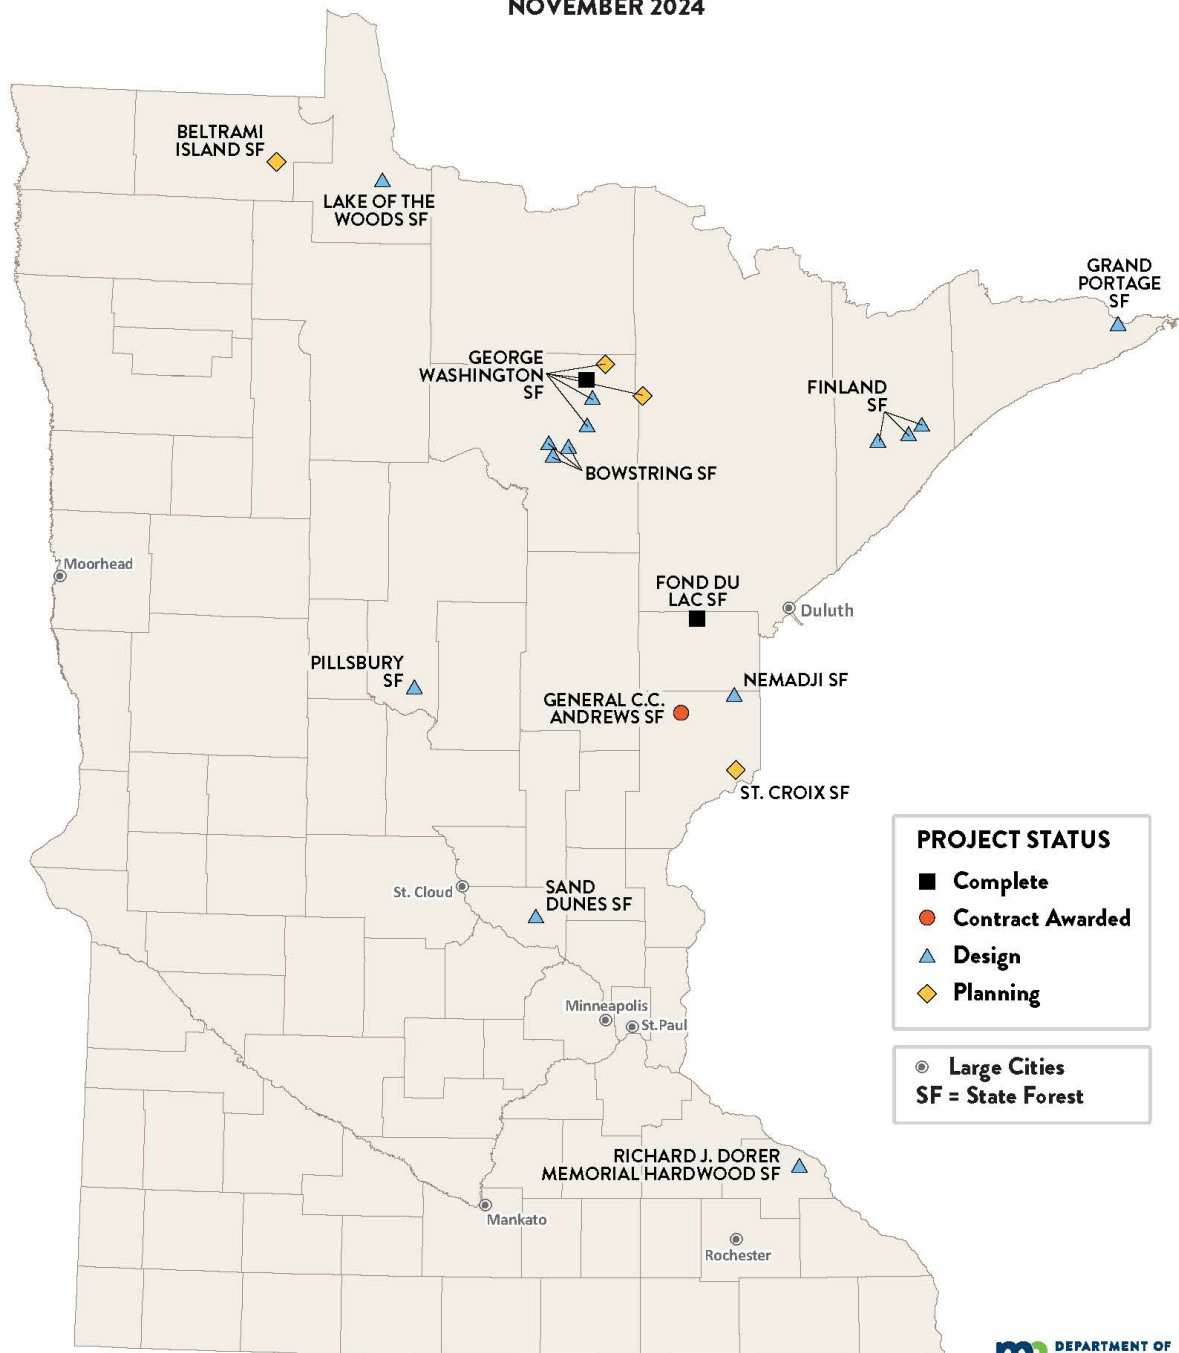 NOVEMBER 2024
BELTRAMI
ISLAND SF
LAKE OF THE
WOODS SF
GRAND
PORTAGE
SF
GEORGE
WASHINGTON
SF
FINLAND
SF
BOWSTRING SF
Moorhead
FOND DU
LAC SF
Duluth
PILLSBURY
SF
NEMADJI SF
GENERAL C.C.
ANDREWS SF
ST. CROIX SF
PROJECT STATUS
Complete
Contract Awarded
Design
Planning
St. Cloud
SAND
DUNES SF
Minneapolis
St.Paul
Large Cities
SF = State Forest
RICHARD J. DORER
MEMORIAL HARDWOOD SF
Mankato
Rochester
DEPARTMENT OF